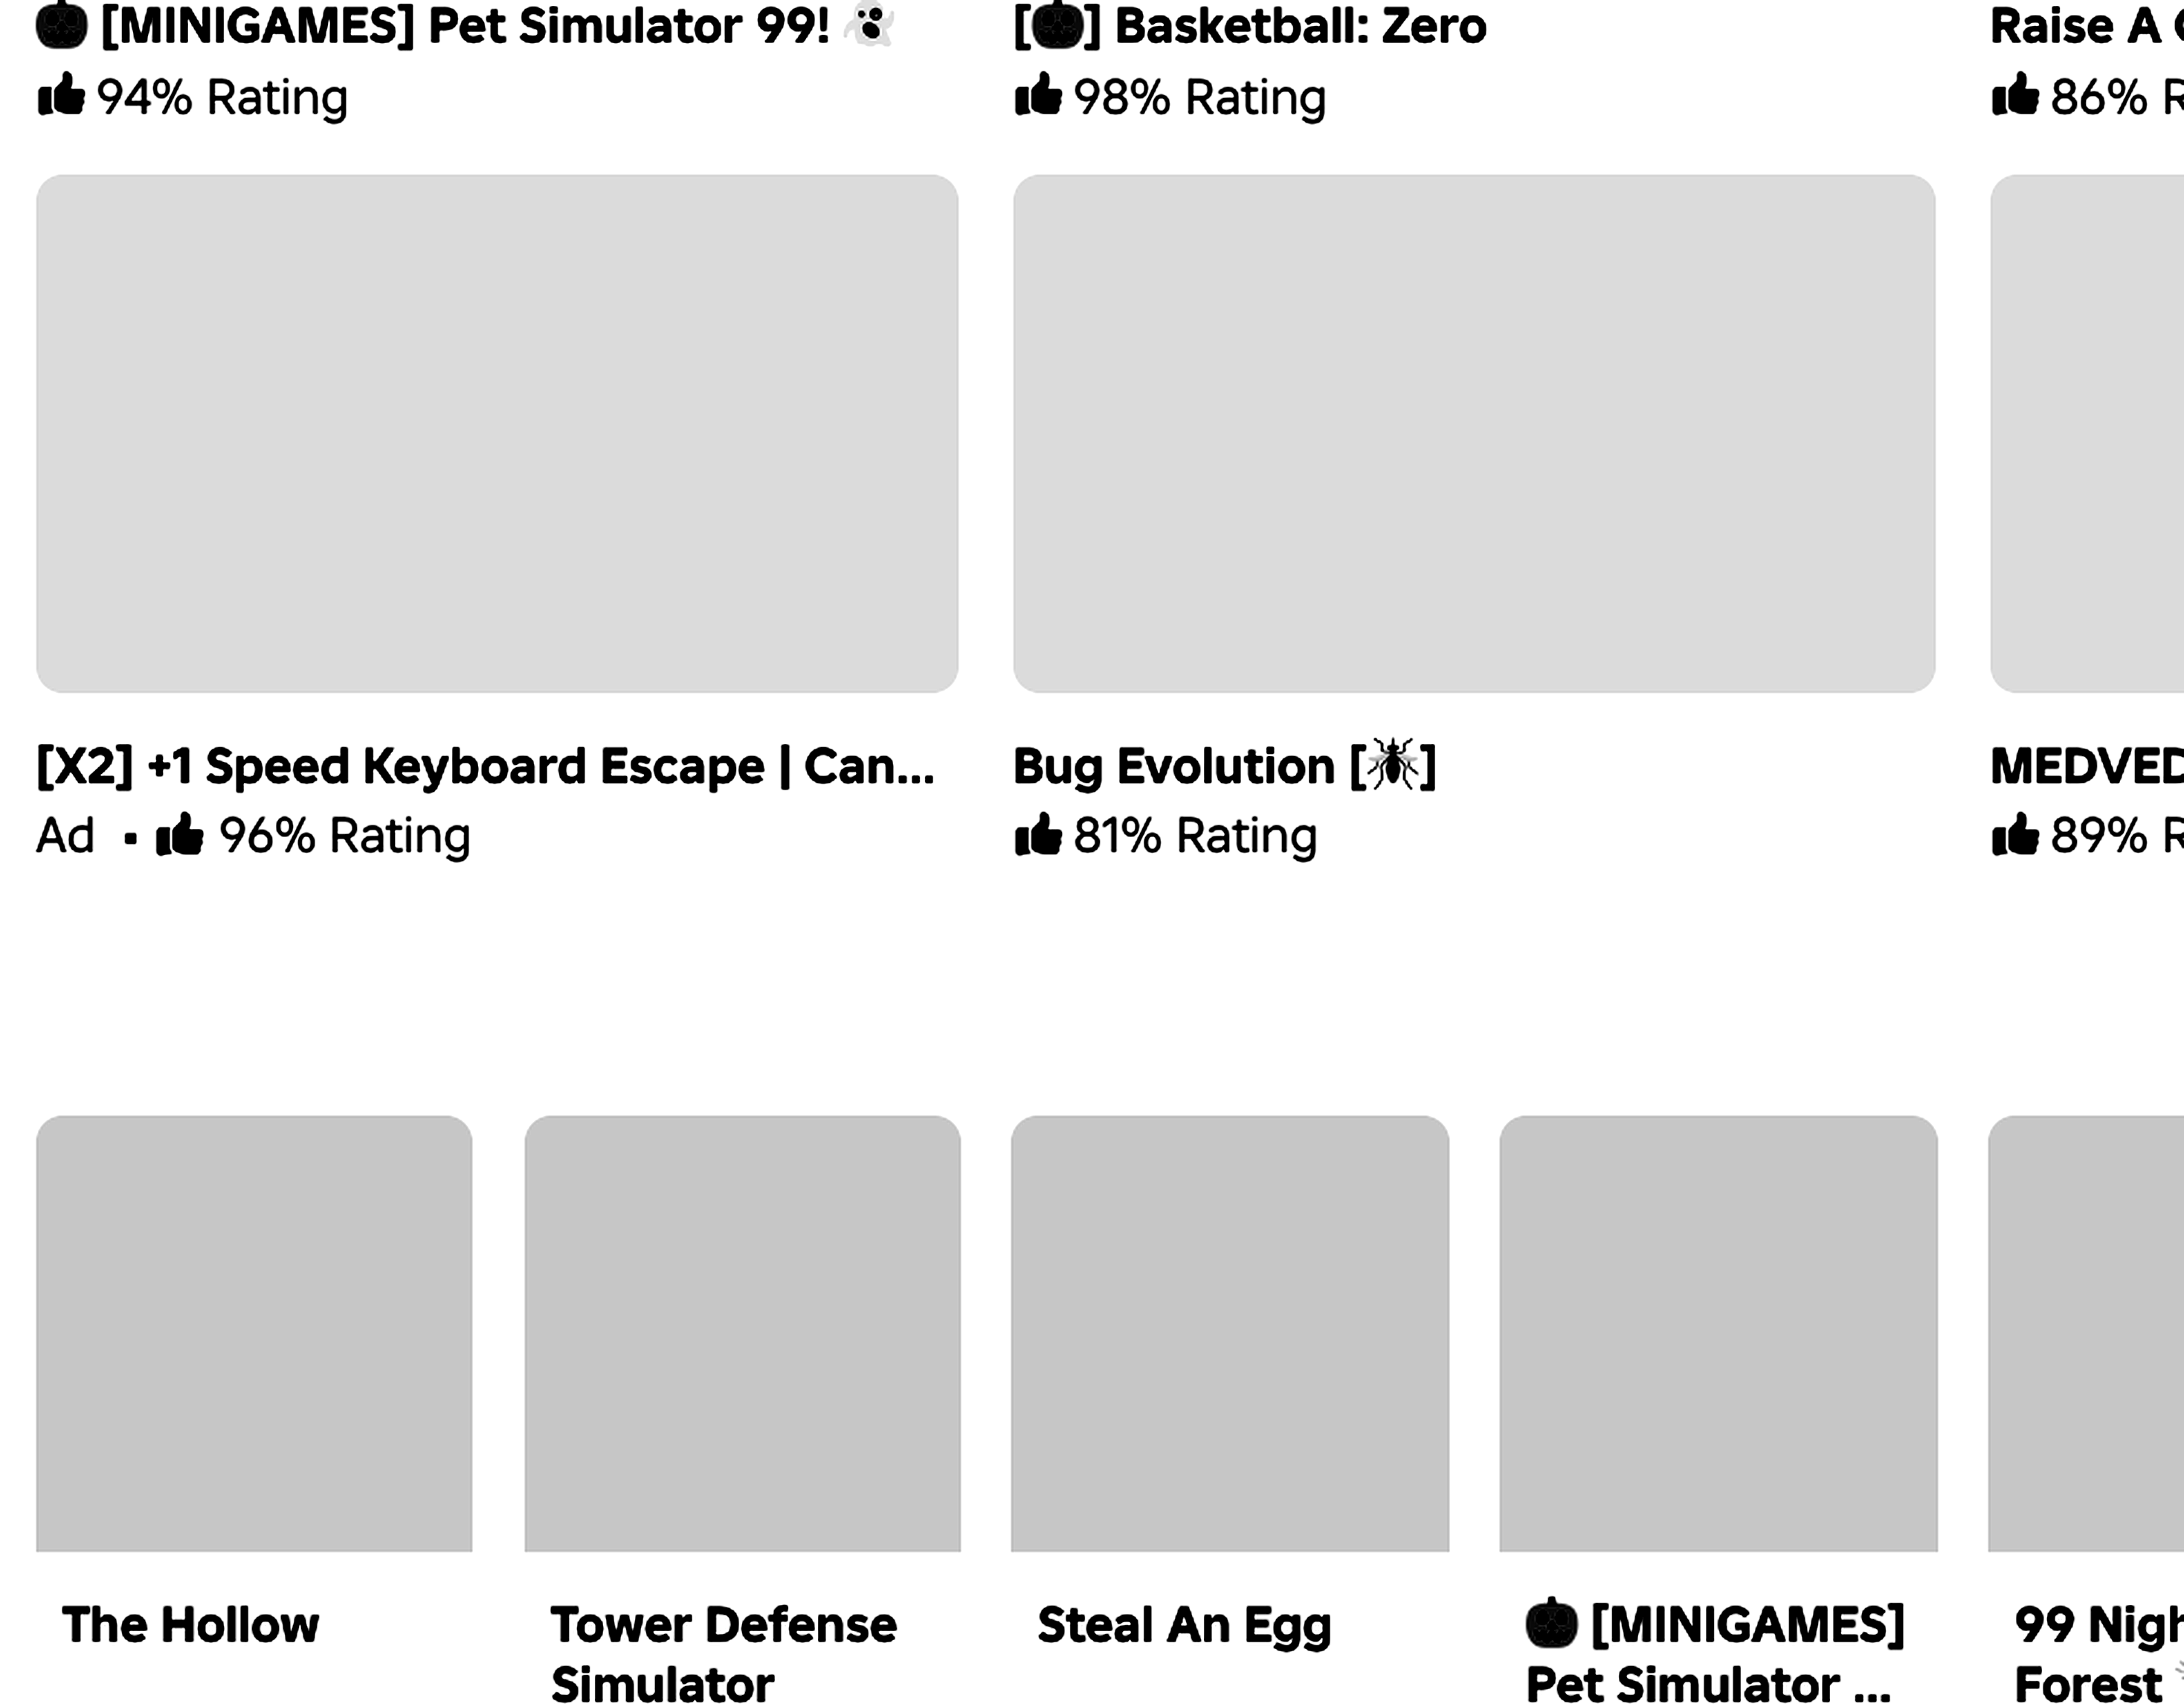 🎃 [MINIGAMES] Pet Simulator 99! 👻
[🎃] Basketball: Zero
Raise A
94% Rating
98% Rating
86%
[X2] +1 Speed Keyboard Escape | Can...
Bug Evolution [🦟]
MEDVED
Ad · 96% Rating
81% Rating
89%
The Hollow
Tower Defense
Simulator
Steal An Egg
🎃 [MINIGAMES]
Pet Simulator ...
99 Nigh
Forest